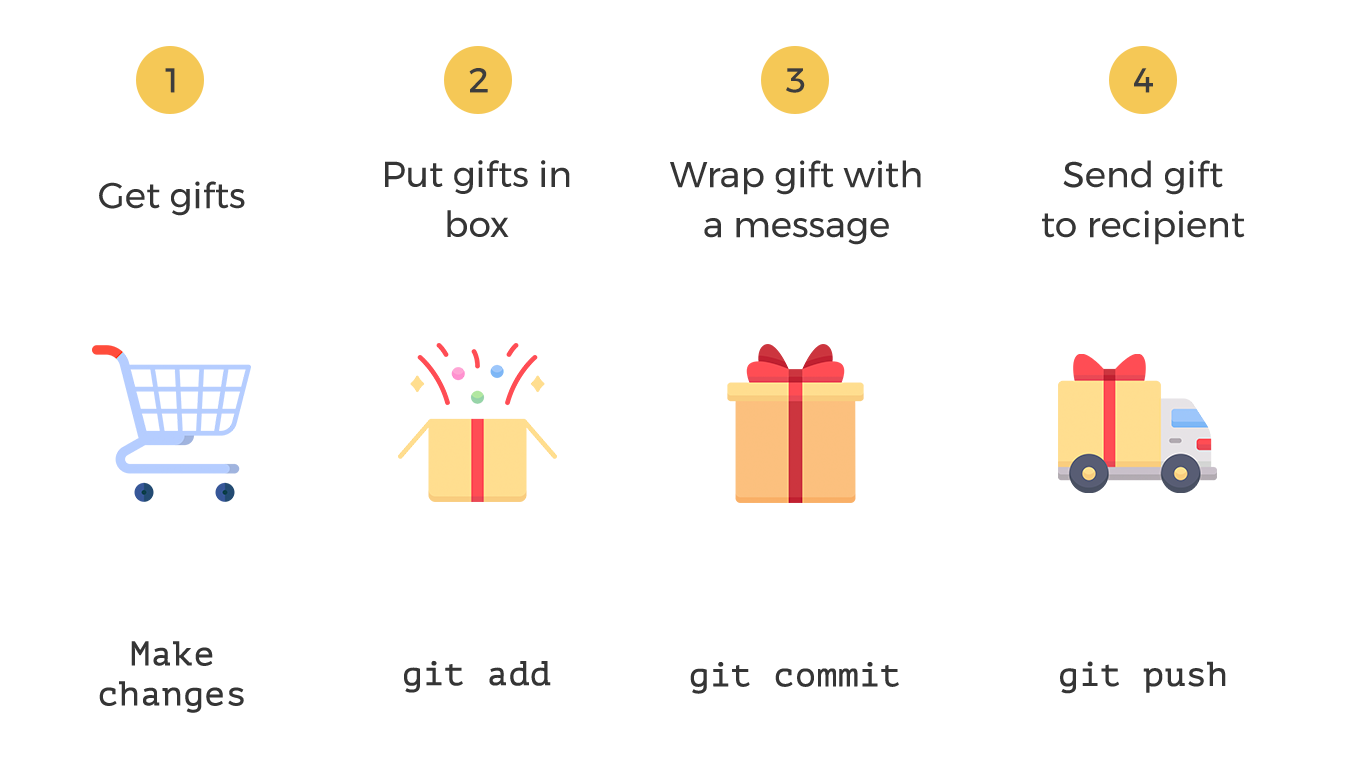 1
Get gifts
Make
changes
2
Put gifts in
box
git add
3
Wrap gift with
a message
git commit
4
Send gift
to recipient
git push